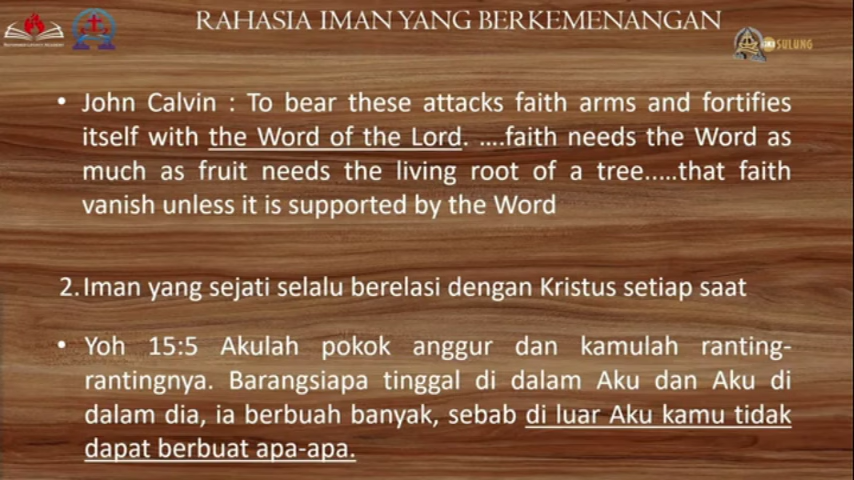 RAHASIA IMAN YANG BERKEMENANGAN
SULUNG
• John Calvin : To bear these attacks faith arms and fortifies
itself with the Word of the Lord. ....faith needs the Word as
much as fruit needs the living root of a tree.....that faith
vanish unless it is supported by the Word
2. Iman yang sejati selalu berelasi dengan Kristus setiap saat
• Yoh 15:5 Akulah pokok anggur dan kamulah ranting-
rantingnya. Barangsiapa tinggal di dalam Aku dan Aku di
dalam dia, ia berbuah banyak, sebab di luar Aku kamu tidak
dapat berbuat apa-apa.